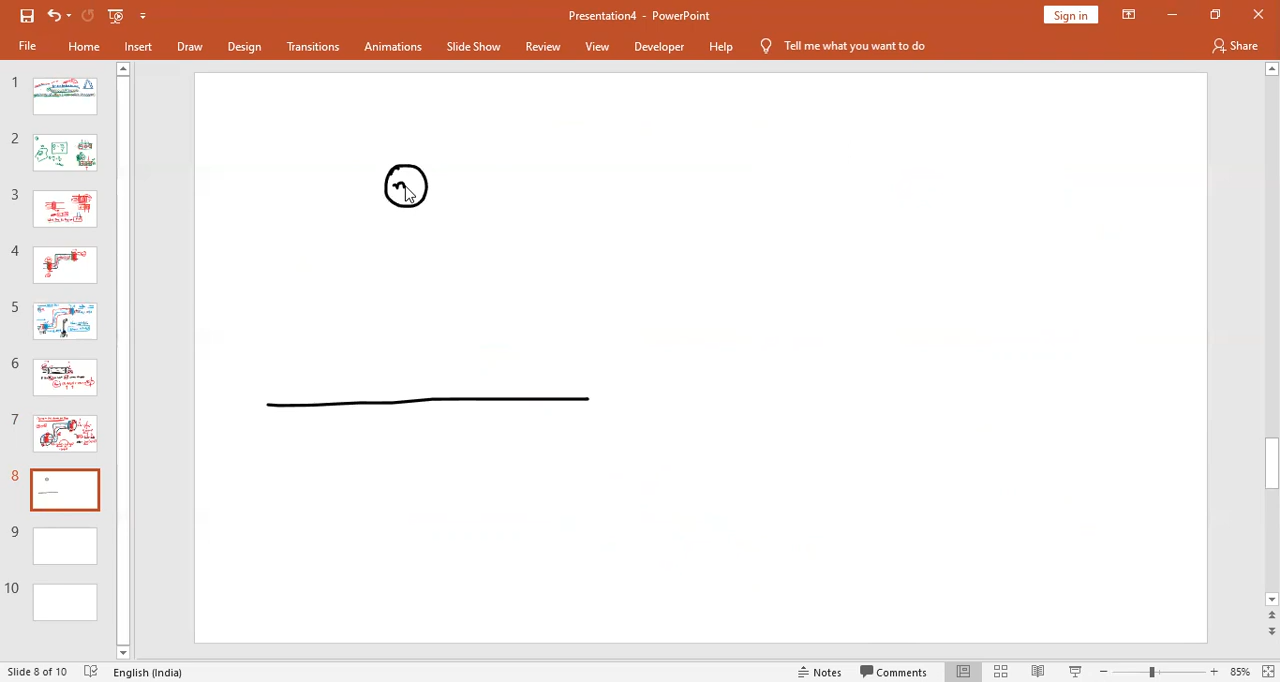 Presentation4 - PowerPoint
Sign in
File Home Insert Draw Design Transitions Animations Slide Show Review View Developer Help Tell me what you want to do Share
1
2
3
4
5
6
7
8
9
10
Slide 8 of 10 English (India) Notes Comments 85%